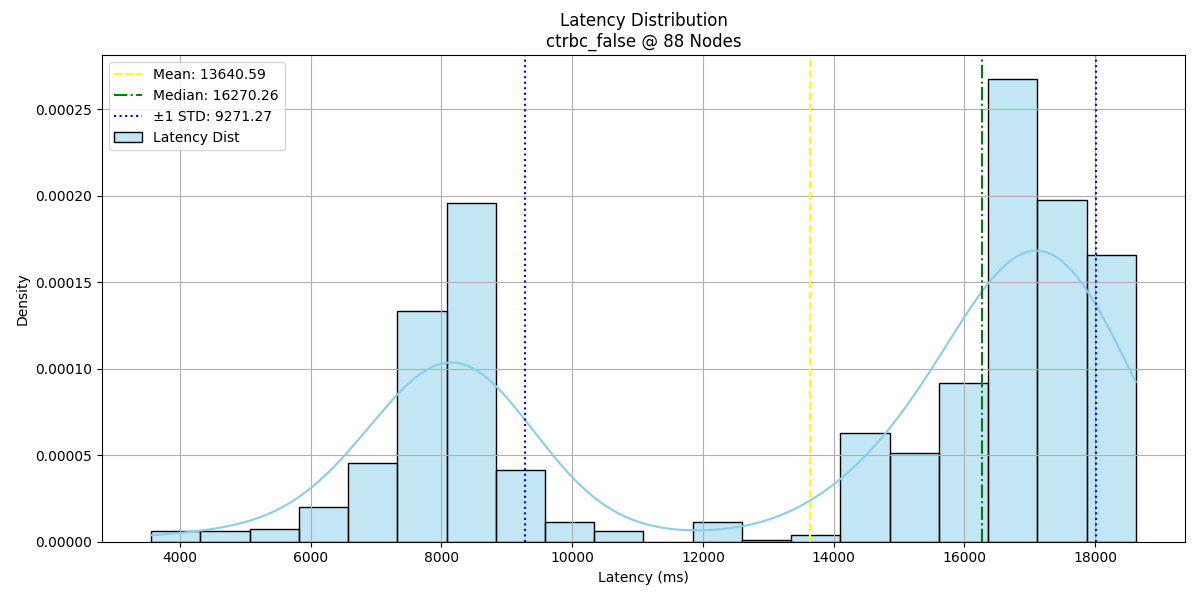 Latency Distribution
ctrbc_false @ 88 Nodes
Mean: 13640.59
Median: 16270.26
±1 STD: 9271.27
Latency Dist
Density
0.00025
0.00020
0.00015
0.00010
0.00005
0.00000
4000 6000 8000 10000 12000 14000 16000 18000
Latency (ms)